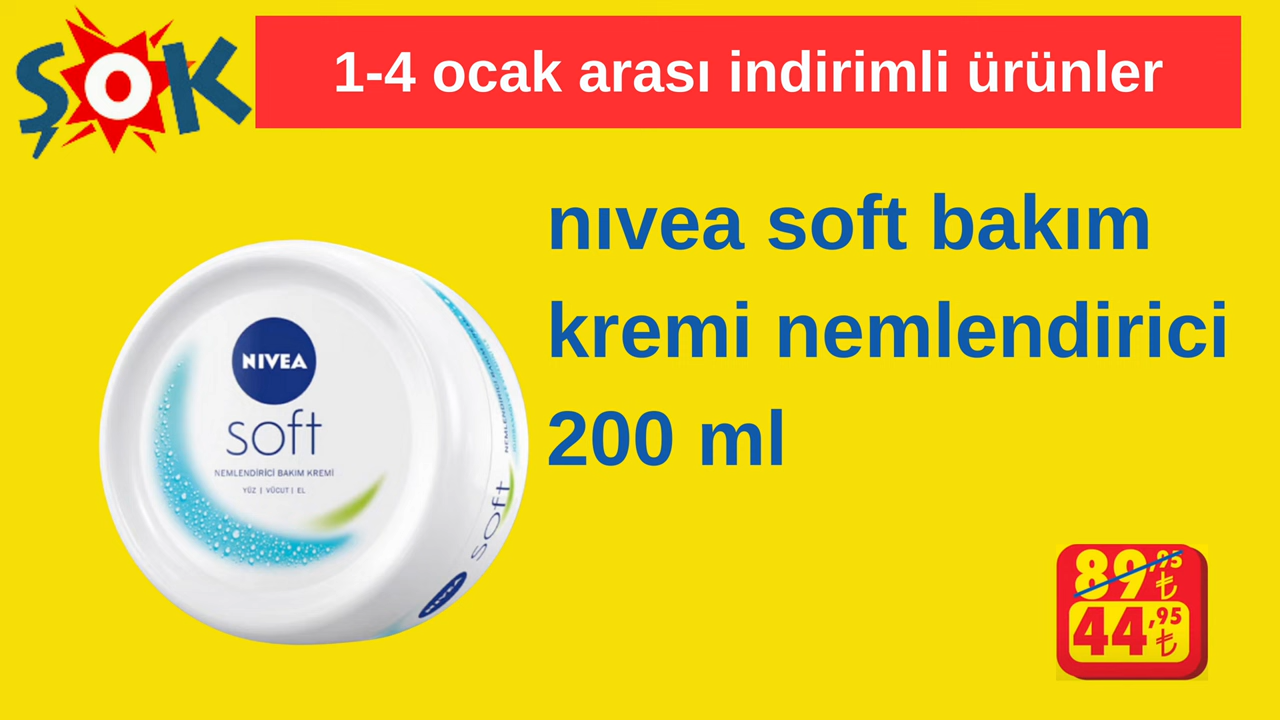 ŞOK
1-4 ocak arası indirimli ürünler
nıvea soft bakım
kremi nemlendirici
200 ml
NIVEA
soft
NEMLENDİRİCİ BAKIM KREMİ
YÜZ | VÜCUT | EL
soft
NIVEA
89,95 ₺
44,95 ₺